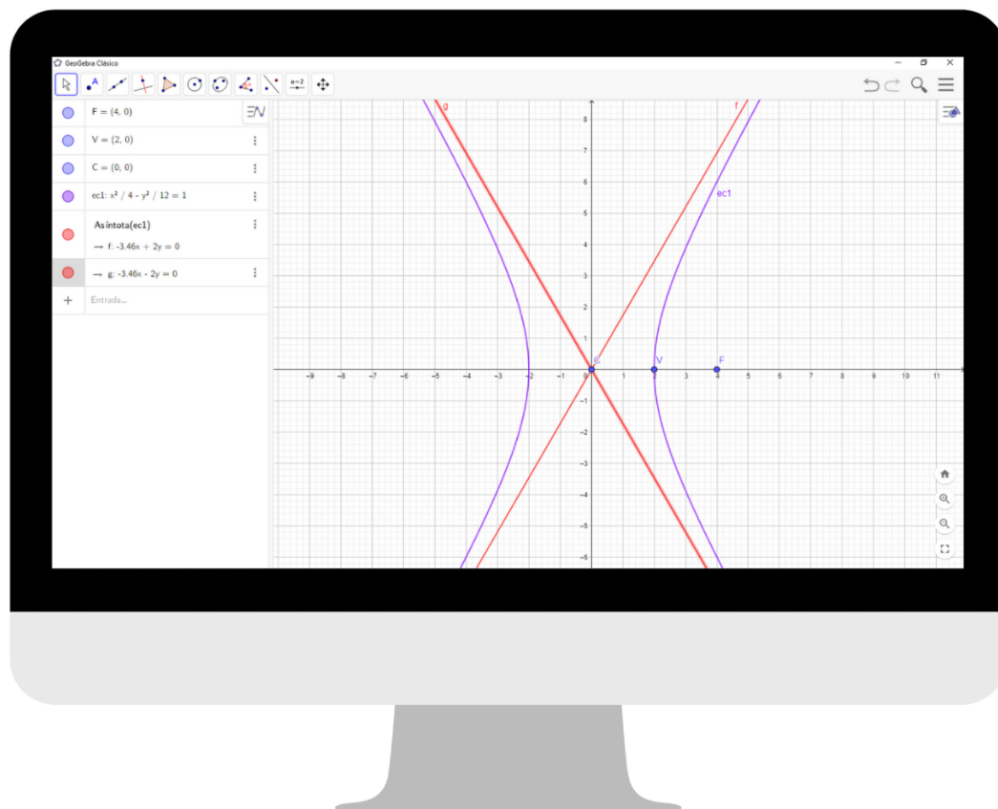 GeoGebra Clásico
A
a=2
F = (4, 0)
V = (2, 0)
C = (0, 0)
ec1: x² / 4 - y² / 12 = 1
Asíntota(ec1)
→ f: -3.46x + 2y = 0
→ g: -3.46x - 2y = 0
+ Entrada...
g
f
ec1
C
V
F
8
7
6
5
4
3
2
1
-9 -8 -7 -6 -5 -4 -3 -2 -1 0 1 2 3 4 5 6 7 8 9 10 11
-1
-2
-3
-4
-5
-6